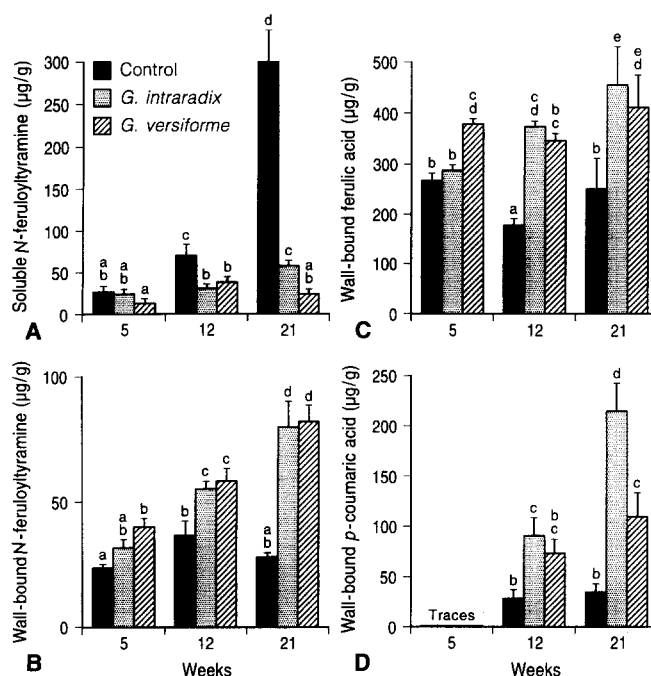 Soluble N-feruloyltyramine (µg/g)
300
250
200
150
100
50
0
Control
G. intraradix
G. versiforme
a
b
a
b
a
c
b
b
d
c
a
b
5
12
21
A
Wall-bound ferulic acid (µg/g)
500
400
300
200
100
0
b
b
c
d
a
c
d
b
c
b
e
e
d
5
12
21
C
Wall-bound N-feruloyltyramine (µg/g)
100
50
0
a
a
b
b
b
c
c
a
b
d
d
5
12
21
Weeks
B
Wall-bound p-coumaric acid (µg/g)
250
200
150
100
50
0
Traces
b
c
b
c
b
d
c
5
12
21
Weeks
D